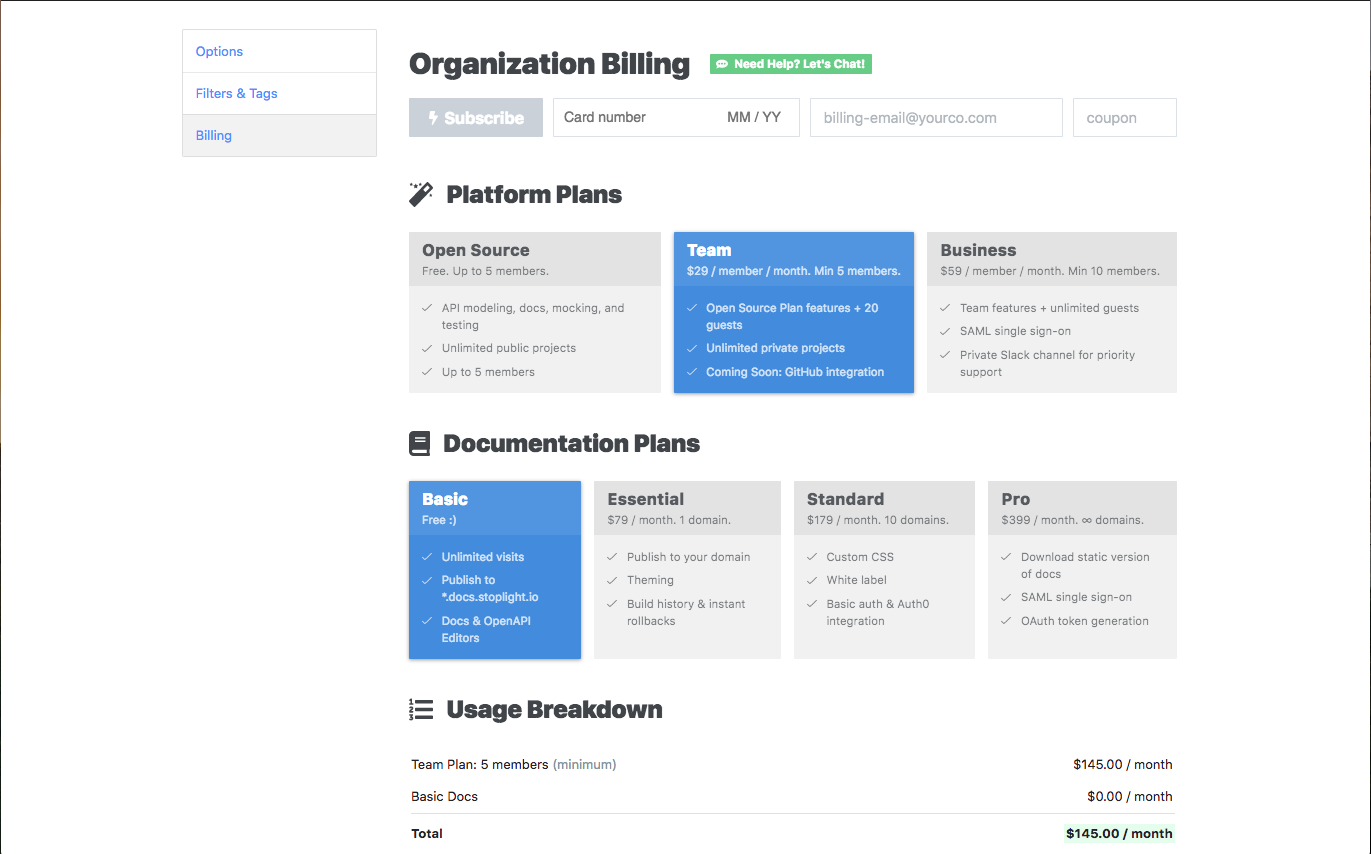 Options
Filters & Tags
Billing
Organization Billing
Need Help? Let's Chat!
Subscribe
Card number MM / YY
billing-email@yourco.com
coupon
Platform Plans
Open Source
Free. Up to 5 members.
API modeling, docs, mocking, and
testing
Unlimited public projects
Up to 5 members
Team
$29 / member / month. Min 5 members.
Open Source Plan features + 20
guests
Unlimited private projects
Coming Soon: GitHub integration
Business
$59 / member / month. Min 10 members.
Team features + unlimited guests
SAML single sign-on
Private Slack channel for priority
support
Documentation Plans
Basic
Free :)
Unlimited visits
Publish to
*.docs.stoplight.io
Docs & OpenAPI
Editors
Essential
$79 / month. 1 domain.
Publish to your domain
Theming
Build history & instant
rollbacks
Standard
$179 / month. 10 domains.
Custom CSS
White label
Basic auth & Auth0
integration
Pro
$399 / month. ∞ domains.
Download static version
of docs
SAML single sign-on
OAuth token generation
Usage Breakdown
Team Plan: 5 members (minimum) $145.00 / month
Basic Docs $0.00 / month
Total $145.00 / month